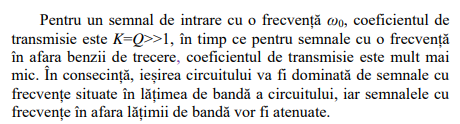 Pentru un semnal de intrare cu o frecvență ω₀, coeficientul de
transmisie este K=Q>>1, în timp ce pentru semnale cu o frecvență
în afara benzii de trecere, coeficientul de transmisie este mult mai
mic. În consecință, ieșirea circuitului va fi dominată de semnale cu
frecvențe situate în lățimea de bandă a circuitului, iar semnalele cu
frecvențe în afara lățimii de bandă vor fi atenuate.